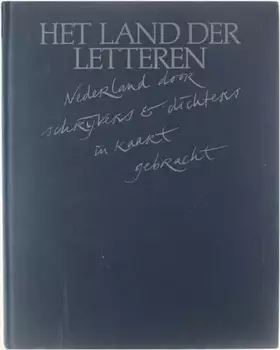 HET LAND DER
LETTEREN
Nederland door
schrijvers & dichters
in kaart
gebracht